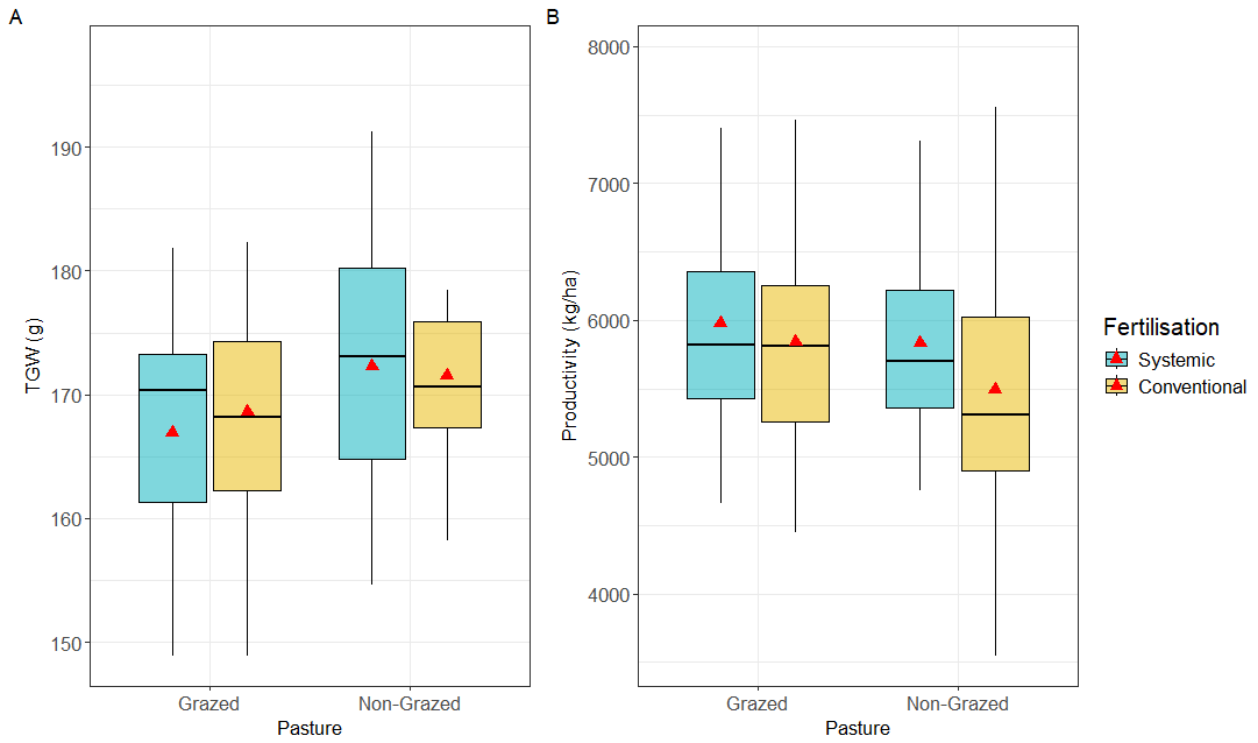 A
TGW (g)
190
180
170
160
150
Grazed
Non-Grazed
Pasture
B
Productivity (kg/ha)
8000
7000
6000
5000
4000
Grazed
Non-Grazed
Pasture
Fertilisation
Systemic
Conventional